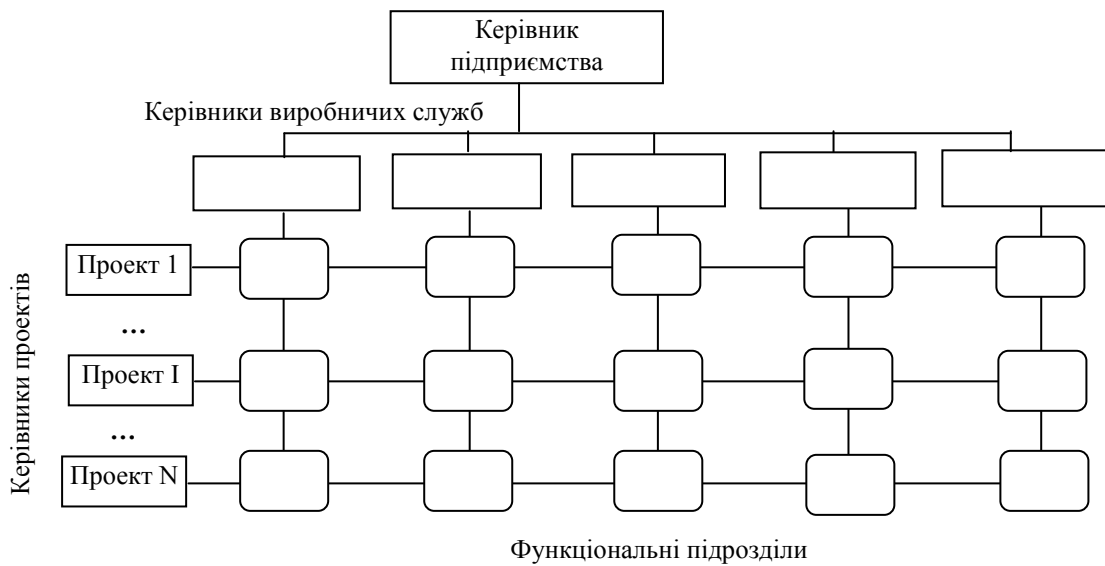 Керівник
підприємства
Керівники виробничих служб
Керівники проектів
Проект 1
...
Проект І
...
Проект N
Функціональні підрозділи